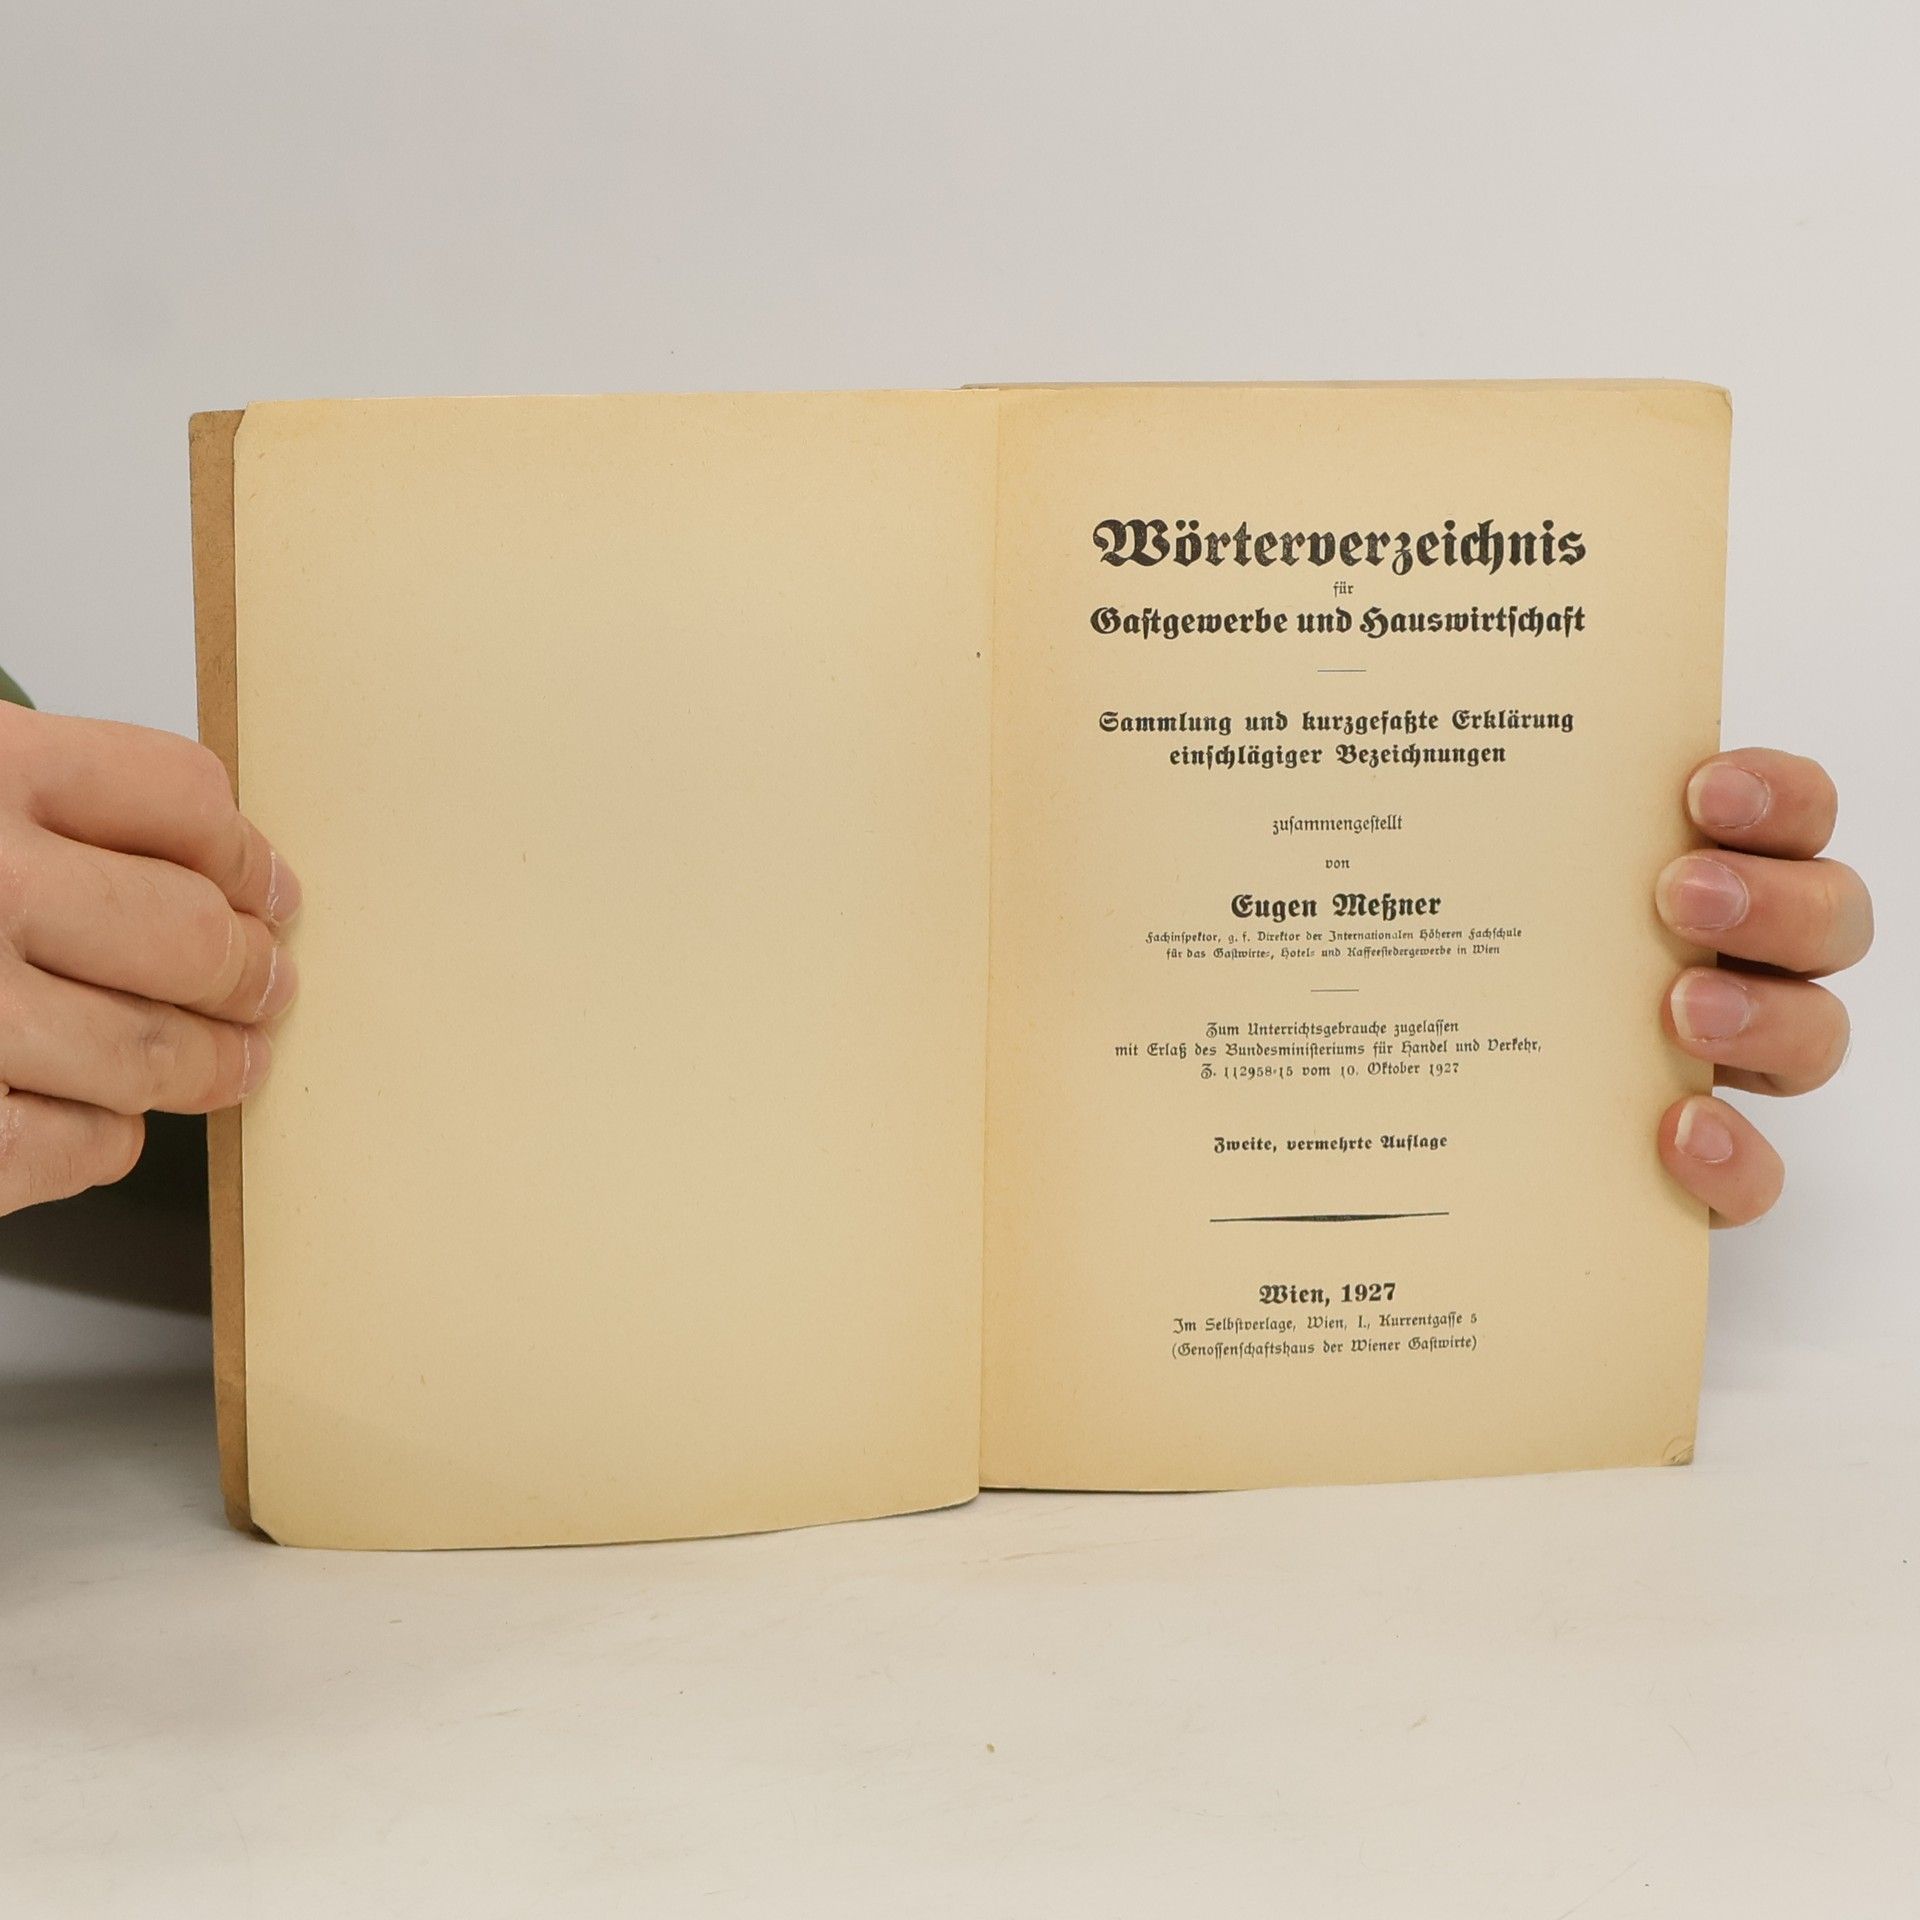 Wörterverzeichnis
für
Gaſtgewerbe und Hauswirtſchaft
Sammlung und kurzgefaßte Erklärung
einſchlägiger Bezeichnungen
zuſammengeſtellt
von
Eugen Meßner
Fachinſpektor, g. f. Direktor der Internationalen Höheren Fachſchule
für das Gaſtwirte-, Hotel- und Kaffeeſiedergewerbe in Wien
Zum Unterrichtsgebrauche zugelaſſen
mit Erlaß des Bundesminiſteriums für Handel und Verkehr,
Z. 112958-15 vom 10. Oktober 1927
Zweite, vermehrte Auflage
Wien, 1927
Im Selbſtverlage, Wien, I., Kurrentgaſſe 5
(Genoſſenſchaftshaus der Wiener Gaſtwirte)